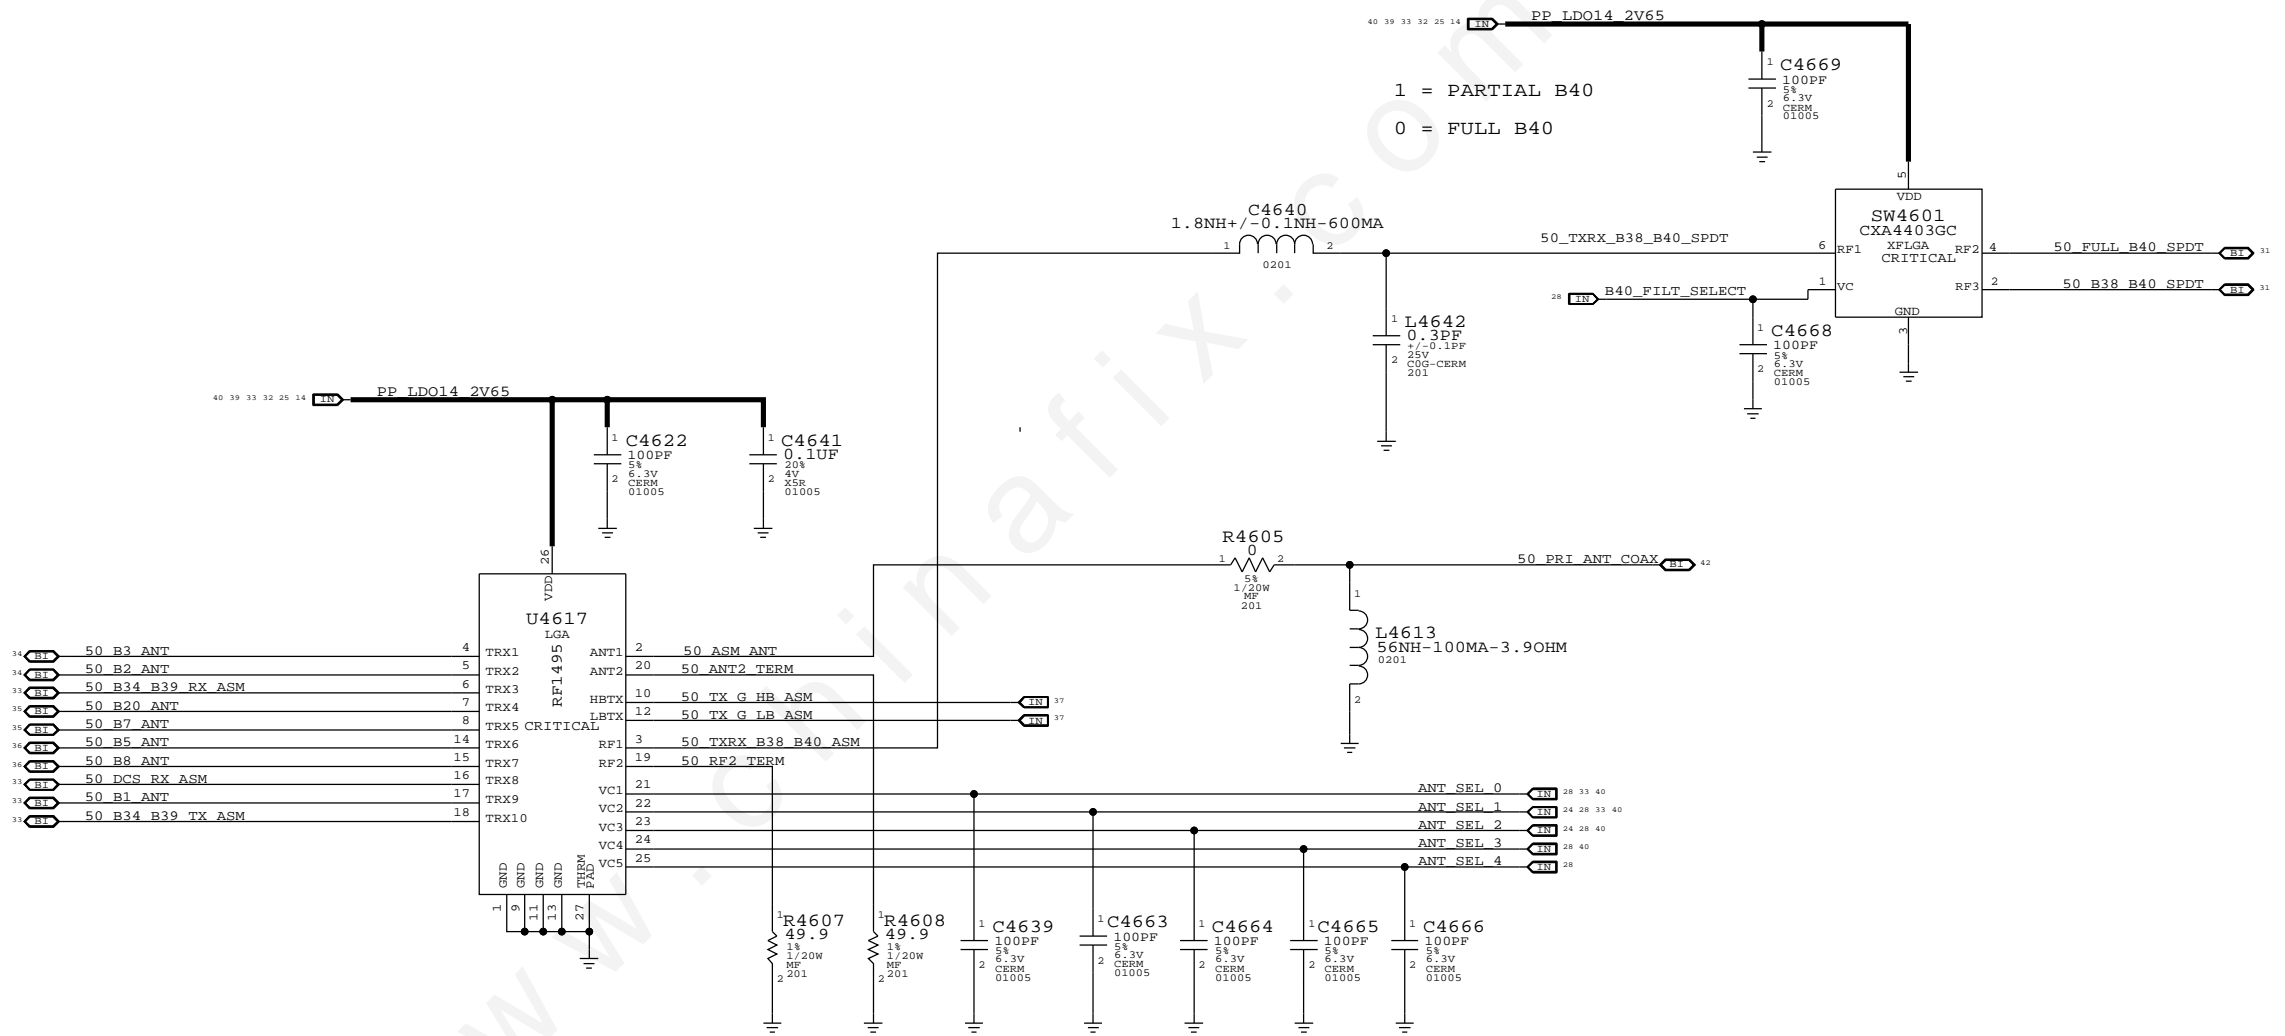 40 39 33 32 25 14 IN PP_LDO14_2V65
1 C4669
100PF
5%
6.3V
2 CERM
01005
1 = PARTIAL B40
0 = FULL B40
5
VDD
SW4601
CXA4403GC
XFLGA
CRITICAL
6 RF1
RF2 4
1 VC
RF3 2
GND
3
C4640
1.8NH+/-0.1NH-600MA
1 2
0201
50_TXRX_B38_B40_SPDT
50_FULL_B40_SPDT BI 31
50_B38_B40_SPDT BI 31
28 IN B40_FILT_SELECT
1 L4642
0.3PF
+/-0.1PF
2 25V
C0G-CERM
201
1 C4668
100PF
5%
2 6.3V
CERM
01005
40 39 33 32 25 14 IN PP_LDO14_2V65
1 C4622
100PF
5%
2 6.3V
CERM
01005
1 C4641
0.1UF
20%
2 4V
X5R
01005
R4605
1 0 2
5%
1/20W
MF
201
50_PRI_ANT_COAX BI 42
1
L4613
56NH-100MA-3.9OHM
0201
2
26
VDD
U4617
LGA
RF1495
CRITICAL
34 BI 50_B3_ANT 4 TRX1
34 BI 50_B2_ANT 5 TRX2
33 BI 50_B34_B39_RX_ASM 6 TRX3
35 BI 50_B20_ANT 7 TRX4
35 BI 50_B7_ANT 8 TRX5
36 BI 50_B5_ANT 14 TRX6
36 BI 50_B8_ANT 15 TRX7
33 BI 50_DCS_RX_ASM 16 TRX8
33 BI 50_B1_ANT 17 TRX9
33 BI 50_B34_B39_TX_ASM 18 TRX10
ANT1 2 50_ASM_ANT
ANT2 20 50_ANT2_TERM
HBTX 10 50_TX_G_HB_ASM IN 37
LBTX 12 50_TX_G_LB_ASM IN 37
RF1 3 50_TXRX_B38_B40_ASM
RF2 19 50_RF2_TERM
VC1 21 ANT_SEL_0 IN 28 33 40
VC2 22 ANT_SEL_1 IN 24 28 33 40
VC3 23 ANT_SEL_2 IN 24 28 40
VC4 24 ANT_SEL_3 IN 28 40
VC5 25 ANT_SEL_4 IN 28
GND GND GND GND THRM PAD
1 9 11 13 27
1 R4607
49.9
1%
1/20W
MF
2 201
1 R4608
49.9
1%
1/20W
MF
2 201
1 C4639
100PF
5%
2 6.3V
CERM
01005
1 C4663
100PF
5%
2 6.3V
CERM
01005
1 C4664
100PF
5%
2 6.3V
CERM
01005
1 C4665
100PF
5%
2 6.3V
CERM
01005
1 C4666
100PF
5%
2 6.3V
CERM
01005
www.chinafix.com